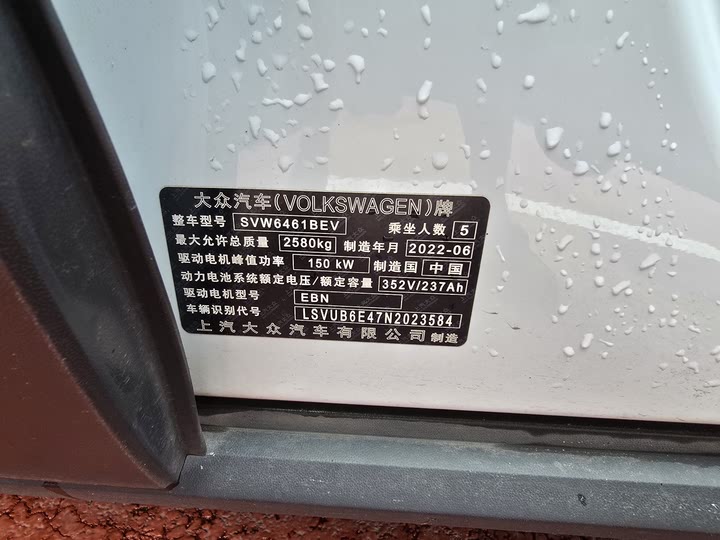 大众汽车(VOLKSWAGEN)牌
整车型号 SVW6461BEV 乘坐人数 5
最大允许总质量 2580kg 制造年月 2022-06
驱动电机峰值功率 150 kW 制造国 中国
动力电池系统额定电压/额定容量 352V/237Ah
驱动电机型号 EBN
车辆识别代号 LSVUB6E47N2023584
上汽大众汽车有限公司 制造